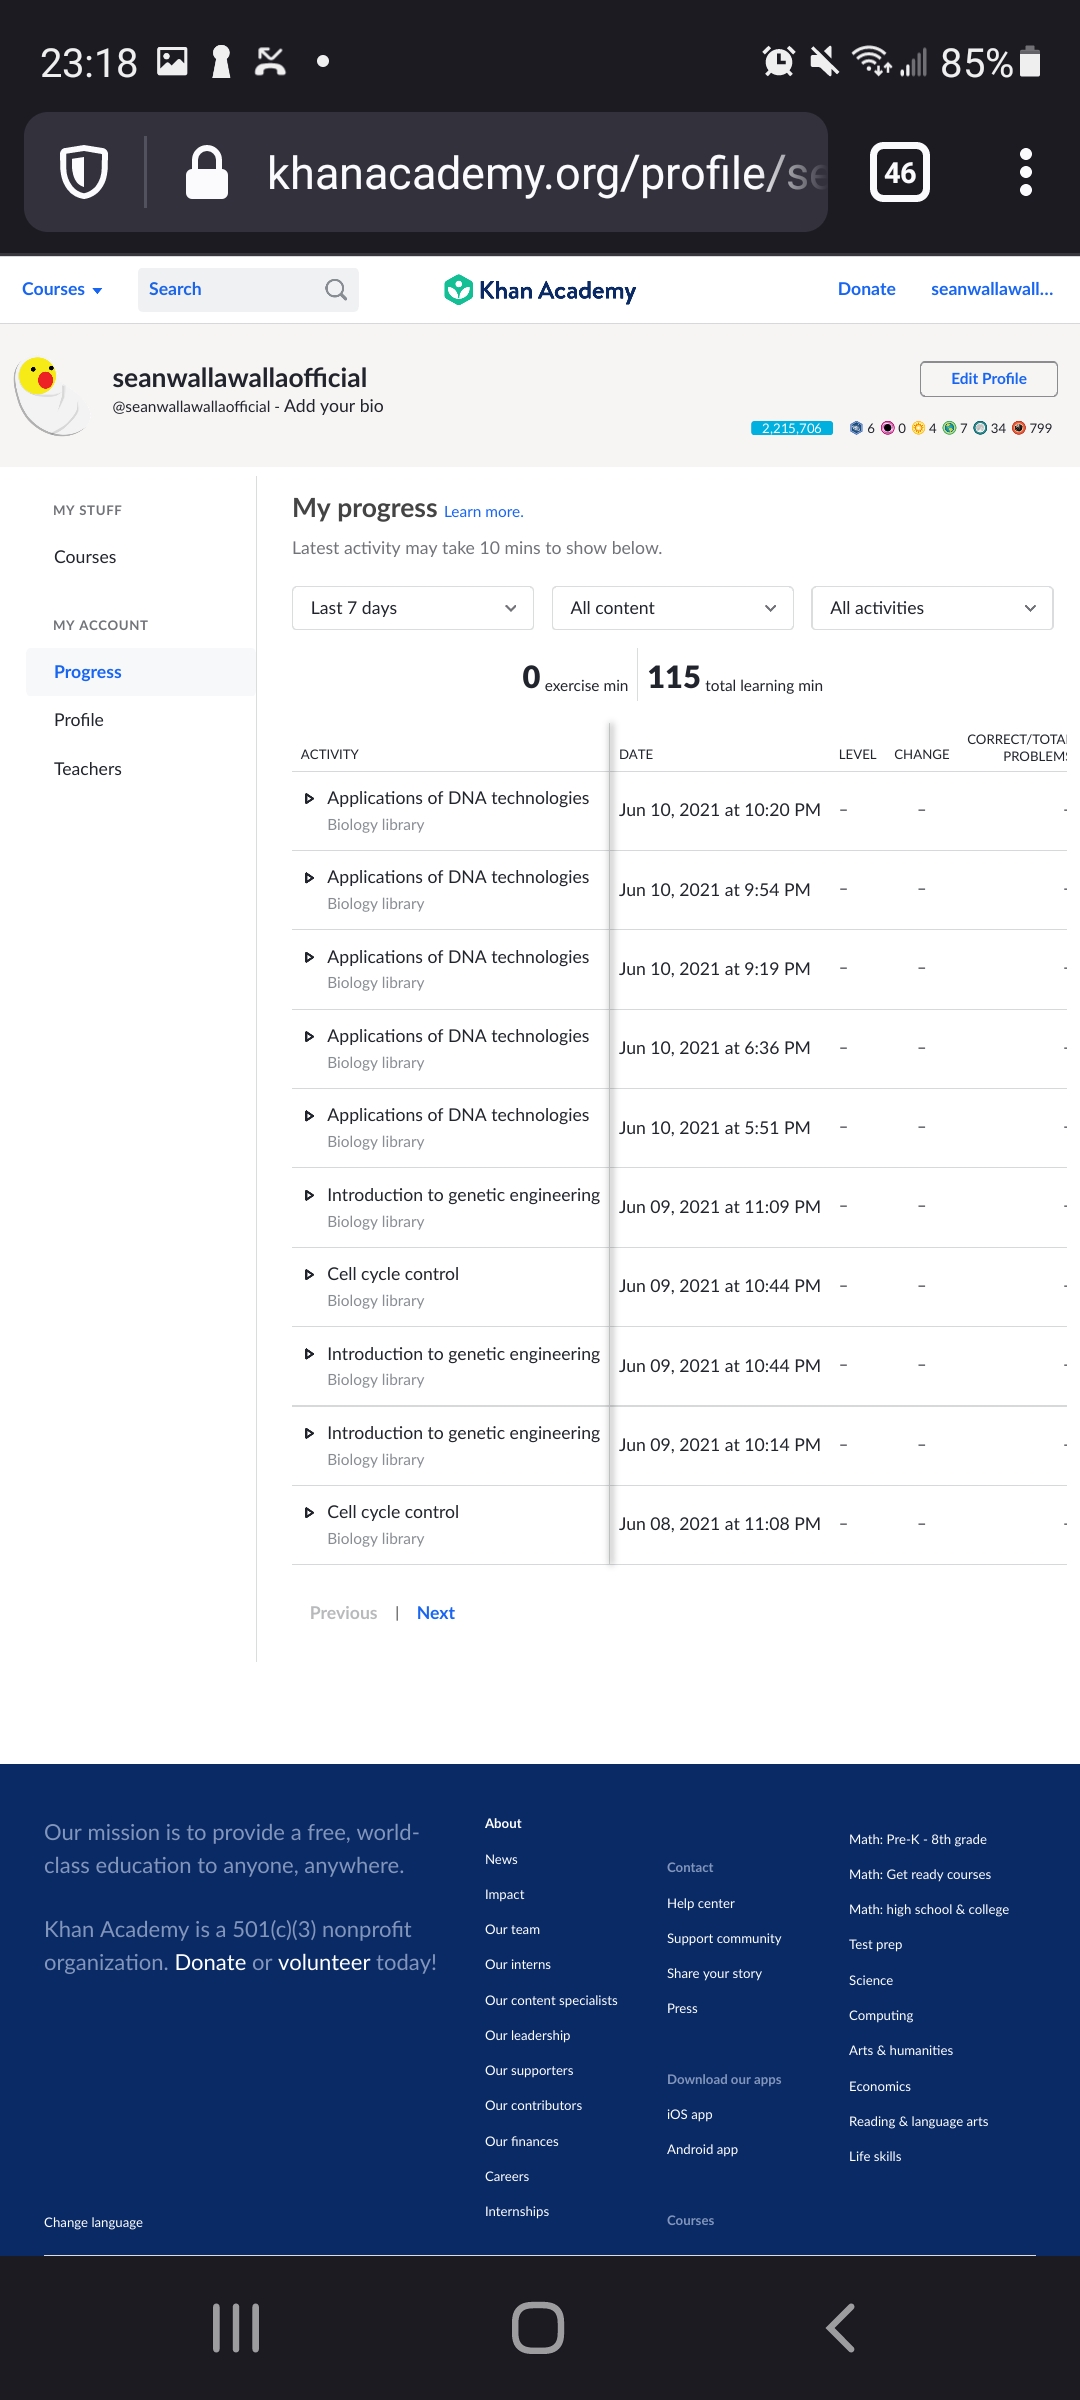 23:18
85%
khanacademy.org/profile/se
46
Courses
Search
Khan Academy
Donate
seanwallawall...
seanwallawallaofficial
@seanwallawallaofficial - Add your bio
Edit Profile
2,215,706 6 0 4 7 34 799
MY STUFF
Courses
MY ACCOUNT
Progress
Profile
Teachers
My progress Learn more.
Latest activity may take 10 mins to show below.
Last 7 days
All content
All activities
0 exercise min
115 total learning min
ACTIVITY DATE LEVEL CHANGE CORRECT/TOTAL PROBLEMS
Applications of DNA technologies
Biology library
Jun 10, 2021 at 10:20 PM – – –
Applications of DNA technologies
Biology library
Jun 10, 2021 at 9:54 PM – – –
Applications of DNA technologies
Biology library
Jun 10, 2021 at 9:19 PM – – –
Applications of DNA technologies
Biology library
Jun 10, 2021 at 6:36 PM – – –
Applications of DNA technologies
Biology library
Jun 10, 2021 at 5:51 PM – – –
Introduction to genetic engineering
Biology library
Jun 09, 2021 at 11:09 PM – – –
Cell cycle control
Biology library
Jun 09, 2021 at 10:44 PM – – –
Introduction to genetic engineering
Biology library
Jun 09, 2021 at 10:44 PM – – –
Introduction to genetic engineering
Biology library
Jun 09, 2021 at 10:14 PM – – –
Cell cycle control
Biology library
Jun 08, 2021 at 11:08 PM – – –
Previous | Next
Our mission is to provide a free, world-
class education to anyone, anywhere.
Khan Academy is a 501(c)(3) nonprofit
organization. Donate or volunteer today!
Change language
About
News
Impact
Our team
Our interns
Our content specialists
Our leadership
Our supporters
Our contributors
Our finances
Careers
Internships
Contact
Help center
Support community
Share your story
Press
Download our apps
iOS app
Android app
Courses
Math: Pre-K - 8th grade
Math: Get ready courses
Math: high school & college
Test prep
Science
Computing
Arts & humanities
Economics
Reading & language arts
Life skills